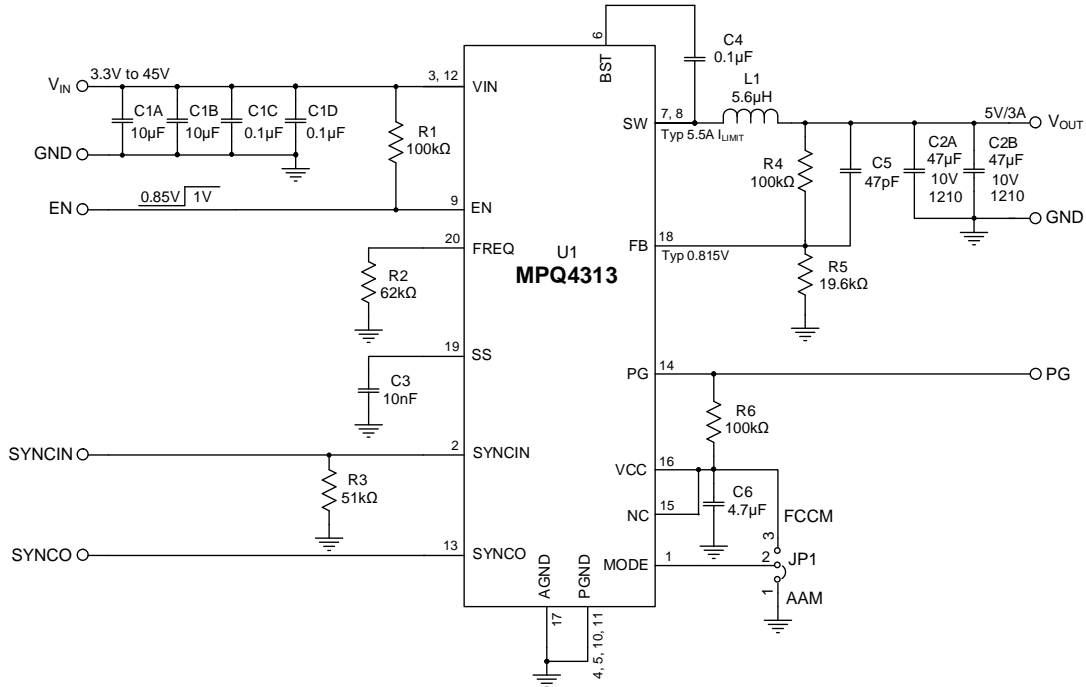 6
BST
C4
0.1µF
VIN
3.3V to 45V
3, 12
VIN
C1A
10µF
C1B
10µF
C1C
0.1µF
C1D
0.1µF
R1
100kΩ
GND
EN
0.85V
1V
9
EN
L1
5.6µH
SW
7, 8
Typ 5.5A ILIMIT
5V/3A
VOUT
R4
100kΩ
C5
47pF
C2A
47µF
10V
1210
C2B
47µF
10V
1210
GND
20
FREQ
R2
62kΩ
U1
MPQ4313
FB
18
Typ 0.815V
R5
19.6kΩ
19
SS
C3
10nF
PG
14
PG
R6
100kΩ
SYNCIN
2
SYNCIN
R3
51kΩ
VCC
16
C6
4.7µF
NC
15
FCCM
3
2
JP1
1
AAM
SYNCO
13
SYNCO
MODE
1
AGND
PGND
17
4, 5, 10, 11